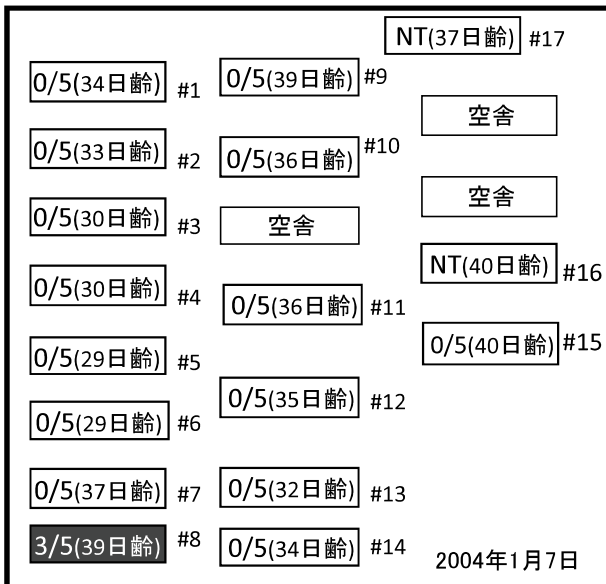 0/5(34日齢) #1
0/5(33日齢) #2
0/5(30日齢) #3
0/5(30日齢) #4
0/5(29日齢) #5
0/5(29日齢) #6
0/5(37日齢) #7
3/5(39日齢) #8
0/5(39日齢) #9
0/5(36日齢) #10
空舎
0/5(36日齢) #11
0/5(35日齢) #12
0/5(32日齢) #13
0/5(34日齢) #14
NT(37日齢) #17
空舎
空舎
NT(40日齢) #16
0/5(40日齢) #15
2004年1月7日